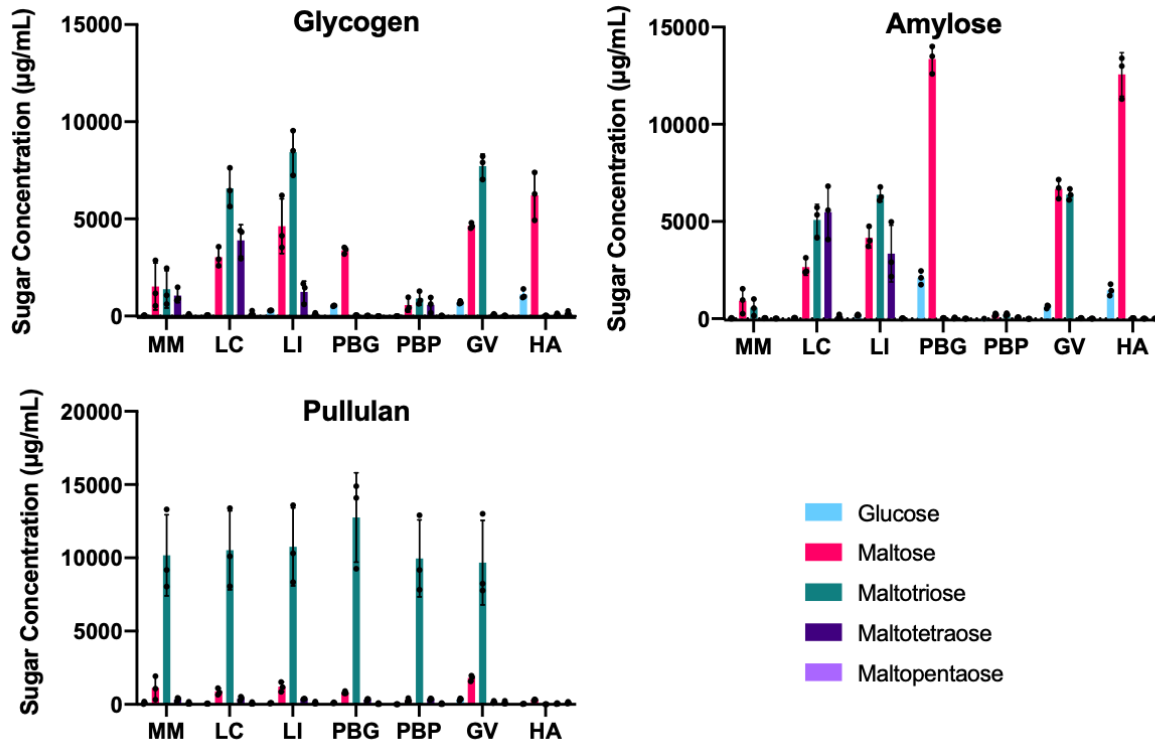 Glycogen
Sugar Concentration (µg/mL)
15000
10000
5000
0
MM LC LI PBG PBP GV HA
Amylose
Sugar Concentration (µg/mL)
15000
10000
5000
0
MM LC LI PBG PBP GV HA
Pullulan
Sugar Concentration (µg/mL)
20000
15000
10000
5000
0
MM LC LI PBG PBP GV HA
Glucose
Maltose
Maltotriose
Maltotetraose
Maltopentaose